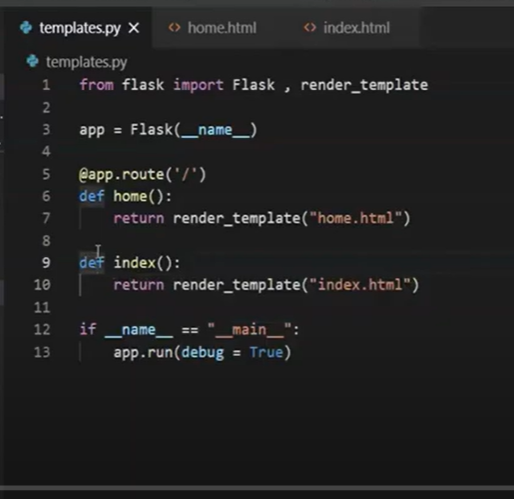 templates.py
home.html
index.html
templates.py
1 from flask import Flask , render_template
2
3 app = Flask(__name__)
4
5 @app.route('/')
6 def home():
7 return render_template("home.html")
8
9 def index():
10 return render_template("index.html")
11
12 if __name__ == "__main__":
13 app.run(debug = True)